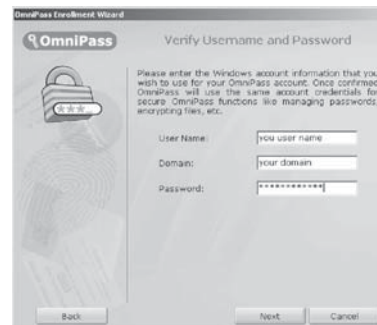 OmniPass Enrollment Wizard
OmniPass
Verify Username and Password
Please enter the Windows account information that you
wish to use for your OmniPass account. Once confirmed
OmniPass will use the same account credentials for
secure OmniPass functions like managing passwords,
encrypting files, etc.
User Name: you user name
Domain: your domain
Password: ************
Back Next Cancel